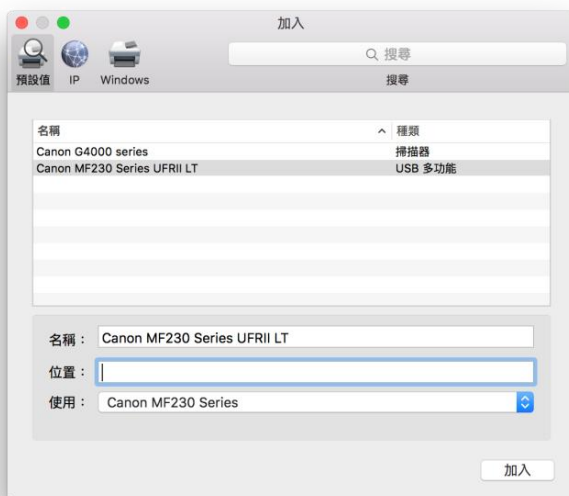 加入
搜尋
預設值 IP Windows 搜尋
名稱 種類
Canon G4000 series 掃描器
Canon MF230 Series UFRII LT USB 多功能
名稱： Canon MF230 Series UFRII LT
位置：
使用： Canon MF230 Series
加入